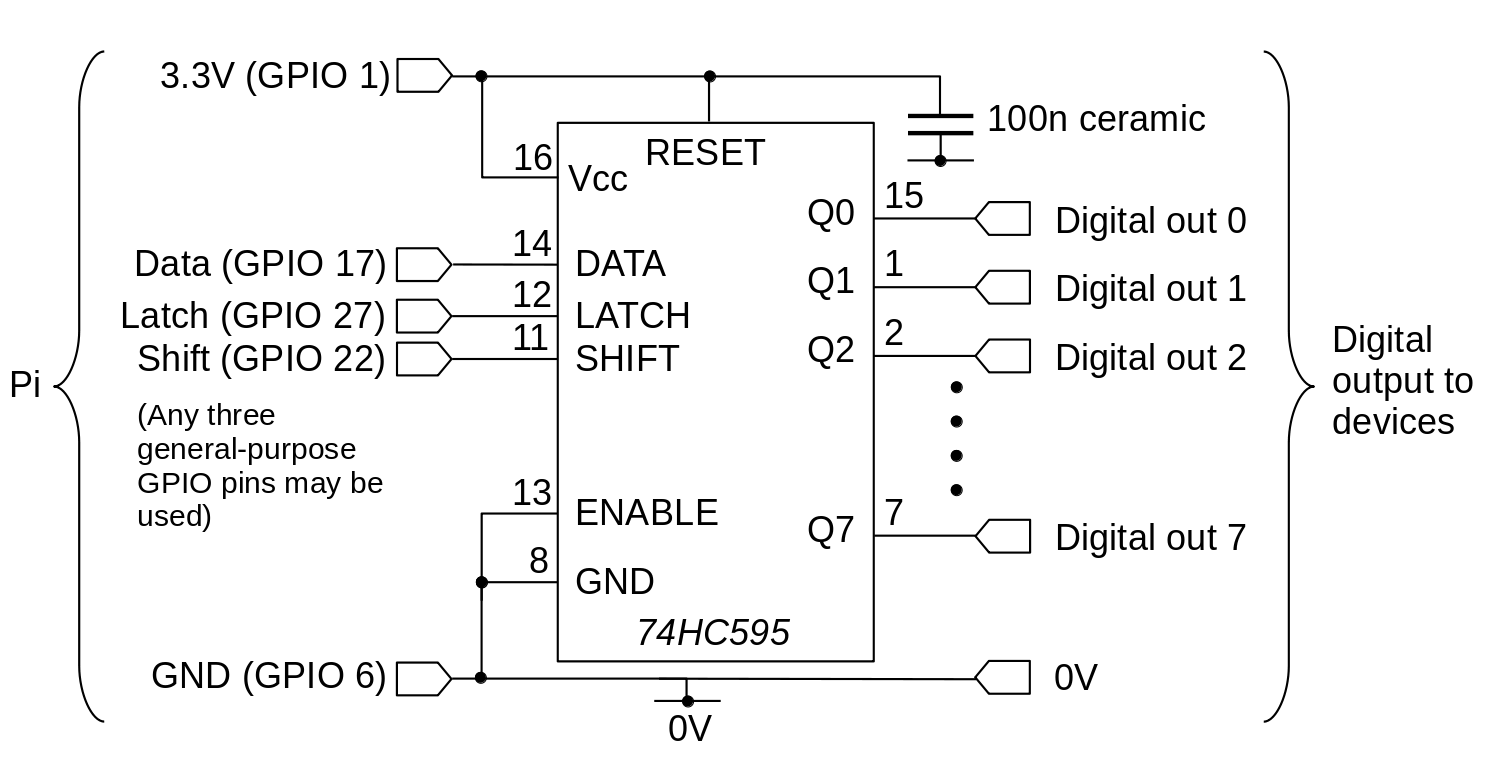 3.3V (GPIO 1)
100n ceramic
RESET
16
Vcc
15
Q0
Digital out 0
14
Data (GPIO 17)
DATA
1
Q1
Digital out 1
12
Latch (GPIO 27)
LATCH
11
Shift (GPIO 22)
SHIFT
2
Q2
Digital out 2
Pi
(Any three
general-purpose
GPIO pins may be
used)
Digital
output to
devices
13
ENABLE
7
Q7
Digital out 7
8
GND
74HC595
GND (GPIO 6)
0V
0V